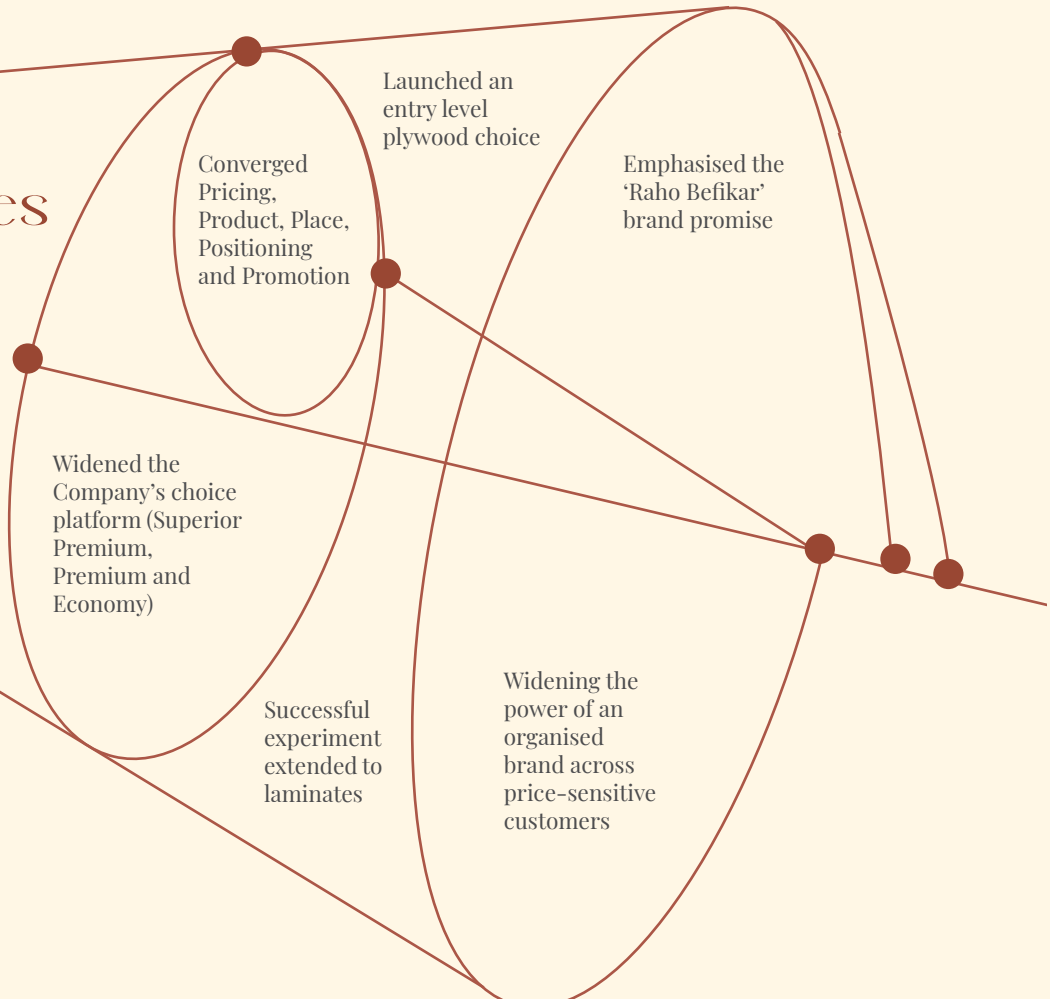 Launched an
entry level
plywood choice
Converged
Pricing,
Product, Place,
Positioning
and Promotion
Emphasised the
‘Raho Befikar’
brand promise
es
Widened the
Company’s choice
platform (Superior
Premium,
Premium and
Economy)
Successful
experiment
extended to
laminates
Widening the
power of an
organised
brand across
price-sensitive
customers